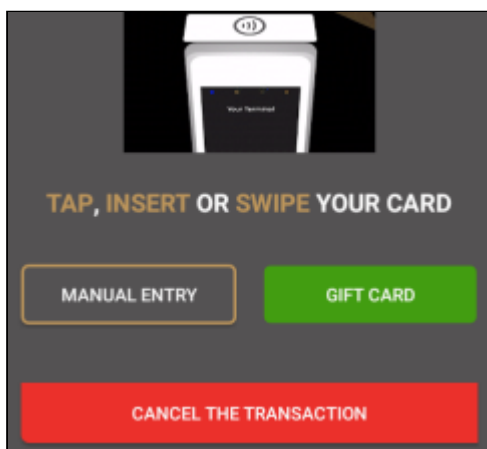 Your Terminal
TAP, INSERT OR SWIPE YOUR CARD
MANUAL ENTRY
GIFT CARD
CANCEL THE TRANSACTION